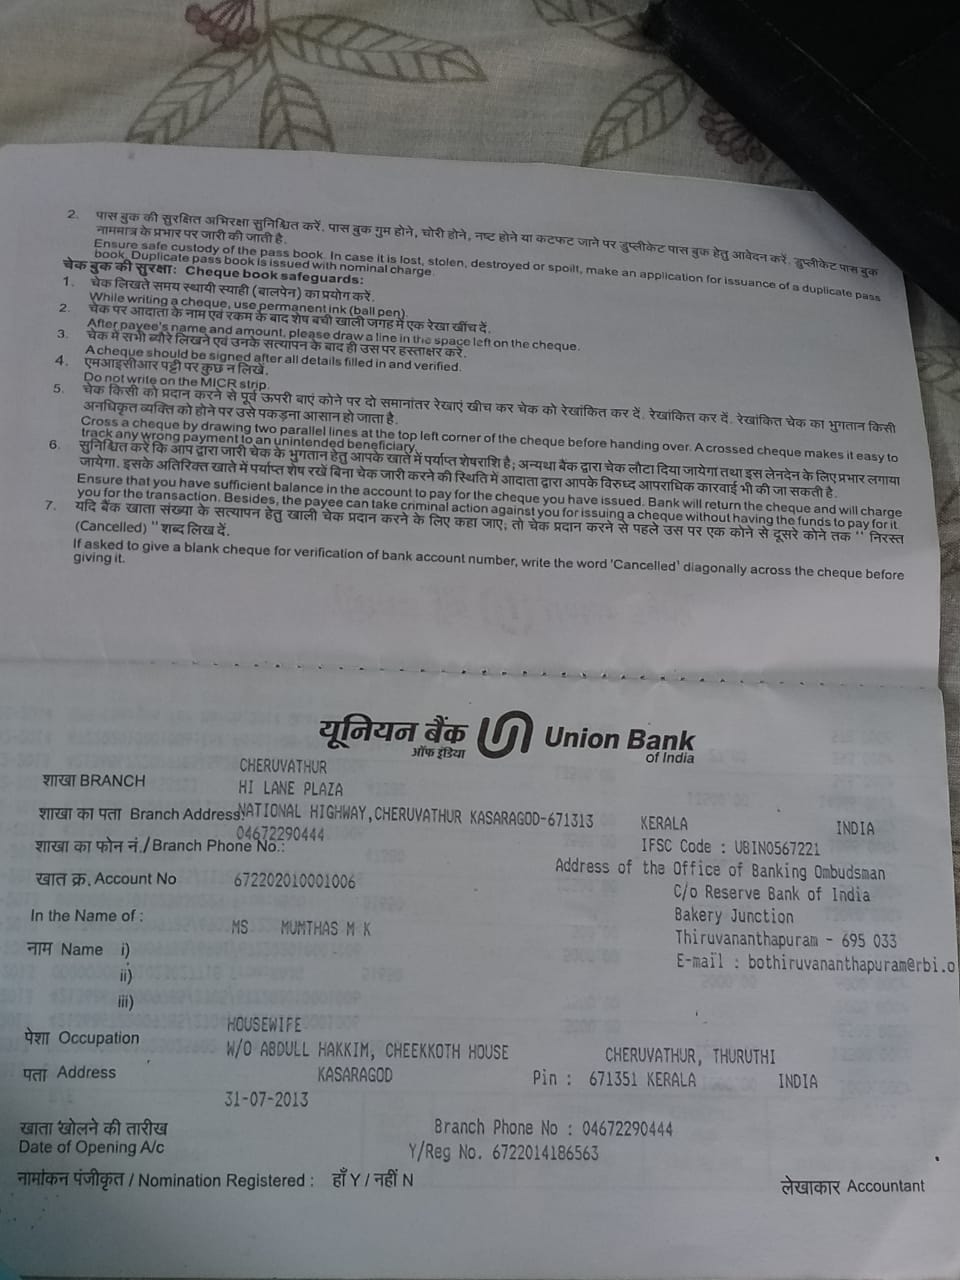 2. पास बुक की सुरक्षित अभिरक्षा सुनिश्चित करें. पास बुक गुम होने, चोरी होने, नष्ट होने या कटफट जाने पर डुप्लीकेट पास बुक हेतु आवेदन करें. डुप्लीकेट पास बुक
नाममात्र के प्रभार पर जारी की जाती है.
Ensure safe custody of the pass book. In case it is lost, stolen, destroyed or spoilt, make an application for issuance of a duplicate pass
book, Duplicate pass book is issued with nominal charge.
चेक बुक की सुरक्षा: Cheque book safeguards:
1. चेक लिखते समय स्थायी स्याही (बालपेन) का प्रयोग करें.
While writing a cheque, use permanent ink (ball pen).
2. चेक पर आदाता के नाम एवं रकम के बाद शेष बची खाली जगह में एक रेखा खींच दें.
After payee's name and amount, please draw a line in the space left on the cheque.
3. चेक में सभी ब्यौरे लिखने एवं उनके सत्यापन के बाद ही उस पर हस्ताक्षर करें.
A cheque should be signed after all details filled in and verified.
4. एमआइसीआर पट्टी पर कुछ न लिखें.
Do not write on the MICR strip.
5. चेक किसी को प्रदान करने से पूर्व ऊपरी बाएं कोने पर दो समानांतर रेखाएं खीच कर चेक को रेखांकित कर दें. रेखांकित कर दें. रेखांकित चेक का भुगतान किसी
अनधिकृत व्यक्ति को होने पर उसे पकड़ना आसान हो जाता है.
Cross a cheque by drawing two parallel lines at the top left corner of the cheque before handing over. A crossed cheque makes it easy to
track any wrong payment to an unintended beneficiary.
6. सुनिश्चित करें कि आप द्वारा जारी चेक के भुगतान हेतु आपके खाते में पर्याप्त शेषराशि है; अन्यथा बैंक द्वारा चेक लौटा दिया जायेगा तथा इस लेनदेन के लिए प्रभार लगाया
जायेगा. इसके अतिरिक्त खाते में पर्याप्त शेष रखें बिना चेक जारी करने की स्थिति में आदाता द्वारा आपके विरुध्द आपराधिक कारवाई भी की जा सकती है.
Ensure that you have sufficient balance in the account to pay for the cheque you have issued. Bank will return the cheque and will charge
you for the transaction. Besides, the payee can take criminal action against you for issuing a cheque without having the funds to pay for it.
7. यदि बैंक खाता संख्या के सत्यापन हेतु खाली चेक प्रदान करने के लिए कहा जाए; तो चेक प्रदान करने से पहले उस पर एक कोने से दूसरे कोने तक " निरस्त
(Cancelled) " शब्द लिख दें.
If asked to give a blank cheque for verification of bank account number, write the word 'Cancelled' diagonally across the cheque before
giving it.
यूनियन बैंक Union Bank
ऑफ इंडिया of India
शाखा BRANCH CHERUVATHUR
HI LANE PLAZA
शाखा का पता Branch Address: NATIONAL HIGHWAY,CHERUVATHUR KASARAGOD-671313 KERALA INDIA
शाखा का फोन नं./Branch Phone No.: 04672290444 IFSC Code : UBIN0567221
Address of the Office of Banking Ombudsman
खात क्र. Account No 672202010001006 C/o Reserve Bank of India
In the Name of : Bakery Junction
MS MUMTHAS M K Thiruvananthapuram - 695 033
नाम Name i) E-mail : bothiruvananthapuram@rbi.o
ii)
iii)
पेशा Occupation HOUSEWIFE
W/O ABDULL HAKKIM, CHEEKKOTH HOUSE CHERUVATHUR, THURUTHI
पता Address KASARAGOD Pin : 671351 KERALA INDIA
31-07-2013
खाता खोलने की तारीख Branch Phone No : 04672290444
Date of Opening A/c Y/Reg No. 6722014186563
नामांकन पंजीकृत / Nomination Registered : हाँ Y / नहीं N
लेखाकार Accountant